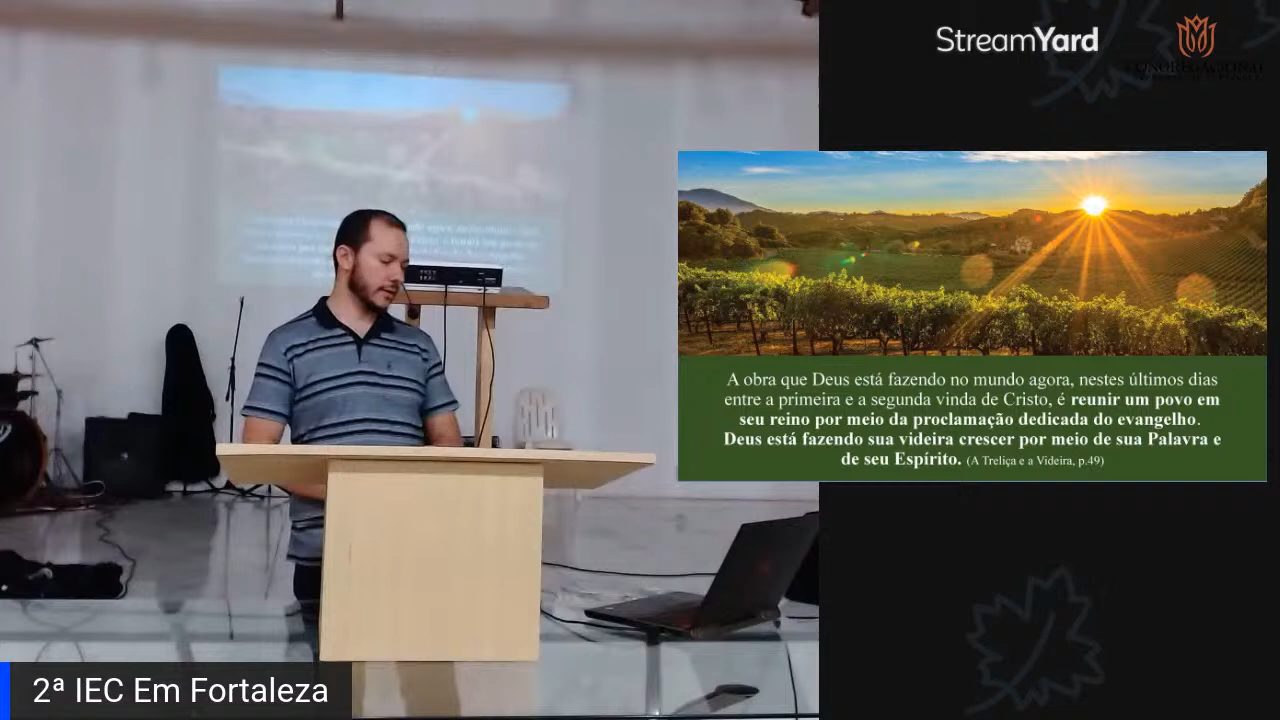 StreamYard
CONGREGACIONAL
A obra que Deus está fazendo no mundo agora, nestes últimos dias
entre a primeira e a segunda vinda de Cristo, é reunir um povo em
seu reino por meio da proclamação dedicada do evangelho.
Deus está fazendo sua videira crescer por meio de sua Palavra e
de seu Espírito. (A Treliça e a Videira, p.49)
2ª IEC Em Fortaleza